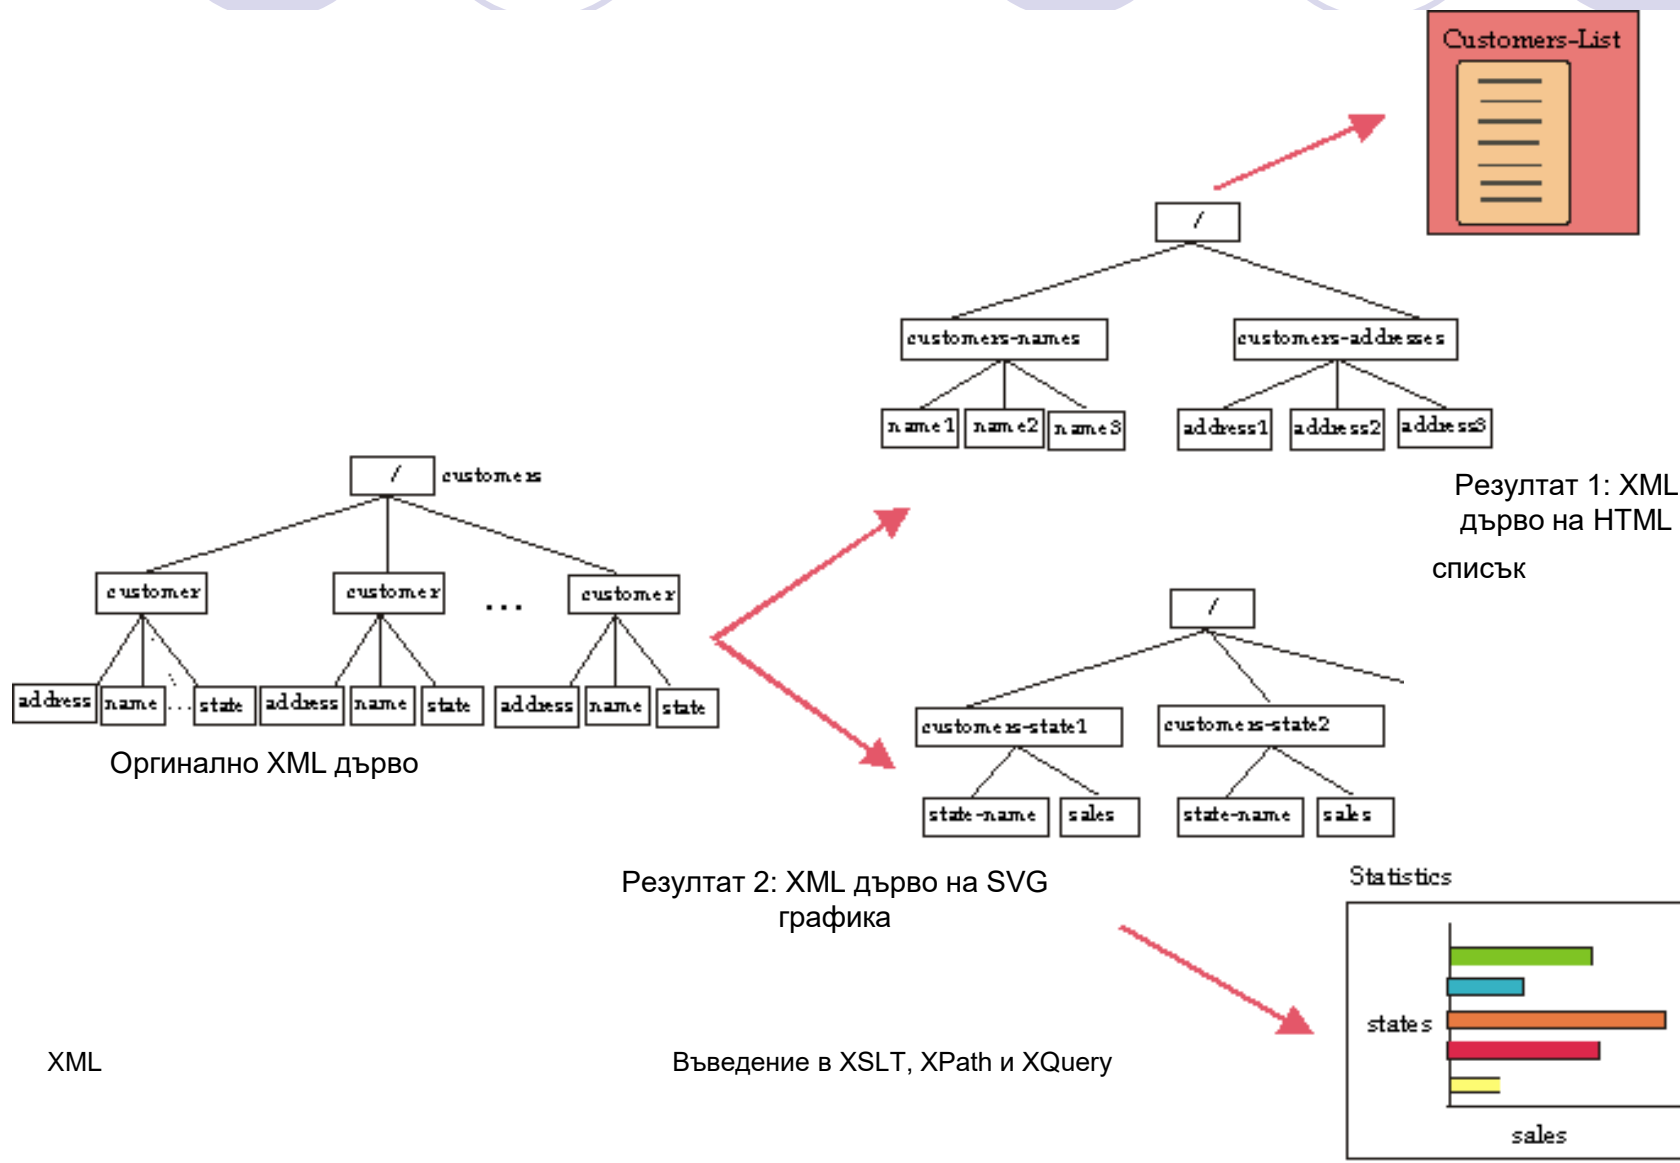 Customers-List
/
customers-names
customers-addresses
name1
name2
name3
address1
address2
address3
Резултат 1: XML
дърво на HTML
списък
/
customers
customer
customer
...
customer
address
name
...
state
address
name
state
address
name
state
Оргинално XML дърво
/
customers-state1
customers-state2
state-name
sales
state-name
sales
Резултат 2: XML дърво на SVG
графика
Statistics
states
sales
XML
Въведение в XSLT, XPath и XQuery